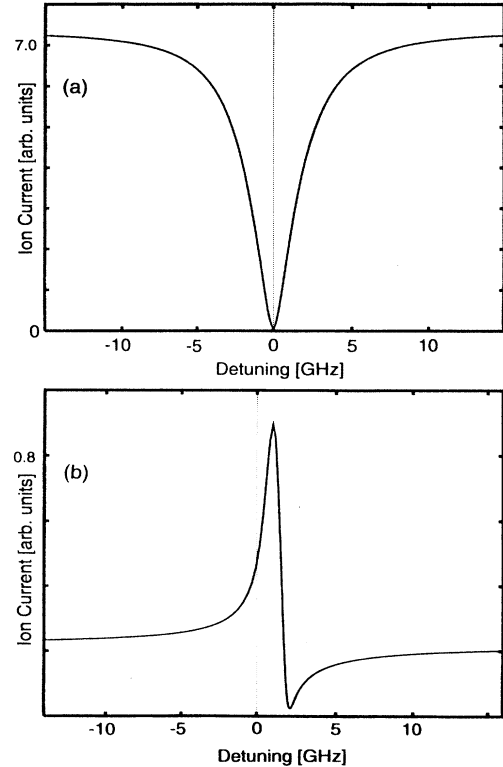 7.0
(a)
Ion Current [arb. units]
0
-10 -5 0 5 10
Detuning [GHz]
0.8
(b)
Ion Current [arb. units]
-10 -5 0 5 10
Detuning [GHz]